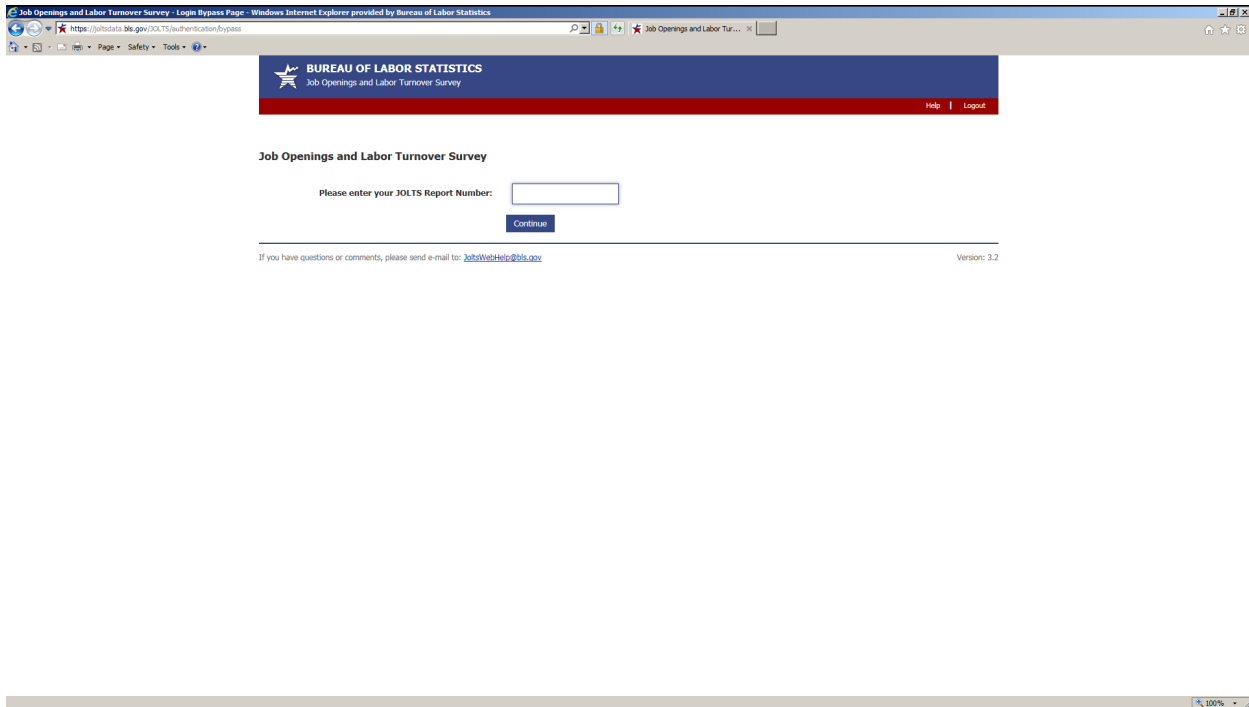 Job Openings and Labor Turnover Survey - Login Bypass Page - Windows Internet Explorer provided by Bureau of Labor Statistics
https://joltsdata.bls.gov/JOLTS/authentication/bypass
Job Openings and Labor Tur...
Page Safety Tools
BUREAU OF LABOR STATISTICS
Job Openings and Labor Turnover Survey
Help | Logout
Job Openings and Labor Turnover Survey
Please enter your JOLTS Report Number:
Continue
If you have questions or comments, please send e-mail to: JoltsWebHelp@bls.gov
Version: 3.2
100%